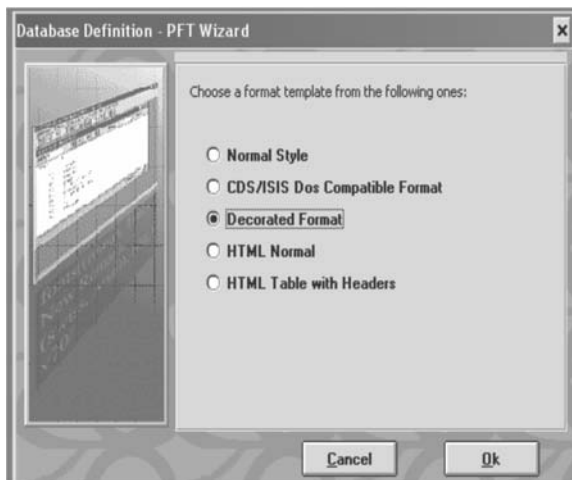 Database Definition - PFT Wizard
Choose a format template from the following ones:
Normal Style
CDS/ISIS Dos Compatible Format
Decorated Format
HTML Normal
HTML Table with Headers
Cancel
Ok